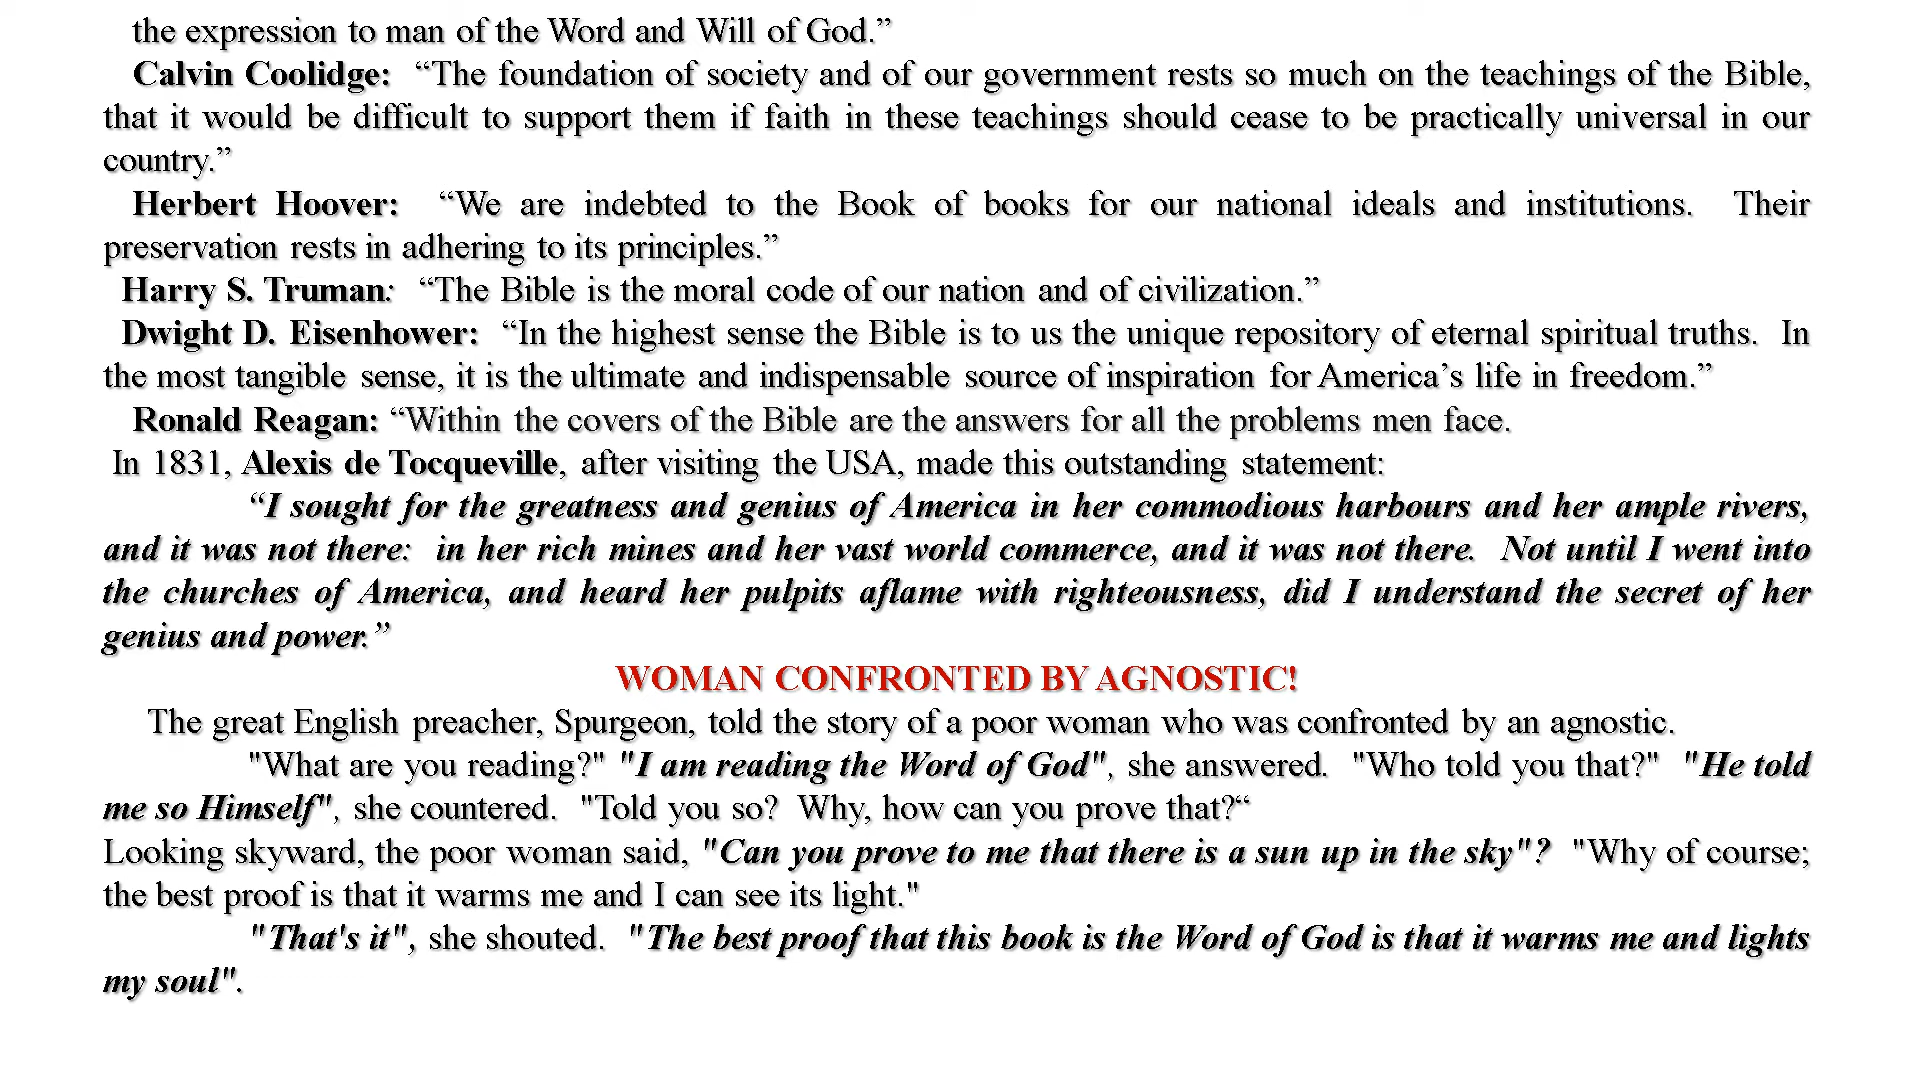 the expression to man of the Word and Will of God.”
Calvin Coolidge: “The foundation of society and of our government rests so much on the teachings of the Bible,
that it would be difficult to support them if faith in these teachings should cease to be practically universal in our
country.”
Herbert Hoover: “We are indebted to the Book of books for our national ideals and institutions. Their
preservation rests in adhering to its principles.”
Harry S. Truman: “The Bible is the moral code of our nation and of civilization.”
Dwight D. Eisenhower: “In the highest sense the Bible is to us the unique repository of eternal spiritual truths. In
the most tangible sense, it is the ultimate and indispensable source of inspiration for America’s life in freedom.”
Ronald Reagan: “Within the covers of the Bible are the answers for all the problems men face.
In 1831, Alexis de Tocqueville, after visiting the USA, made this outstanding statement:
“I sought for the greatness and genius of America in her commodious harbours and her ample rivers,
and it was not there: in her rich mines and her vast world commerce, and it was not there. Not until I went into
the churches of America, and heard her pulpits aflame with righteousness, did I understand the secret of her
genius and power.”
WOMAN CONFRONTED BY AGNOSTIC!
The great English preacher, Spurgeon, told the story of a poor woman who was confronted by an agnostic.
"What are you reading?" "I am reading the Word of God", she answered. "Who told you that?" "He told
me so Himself", she countered. "Told you so? Why, how can you prove that?“
Looking skyward, the poor woman said, "Can you prove to me that there is a sun up in the sky"? "Why of course;
the best proof is that it warms me and I can see its light."
"That's it", she shouted. "The best proof that this book is the Word of God is that it warms me and lights
my soul".